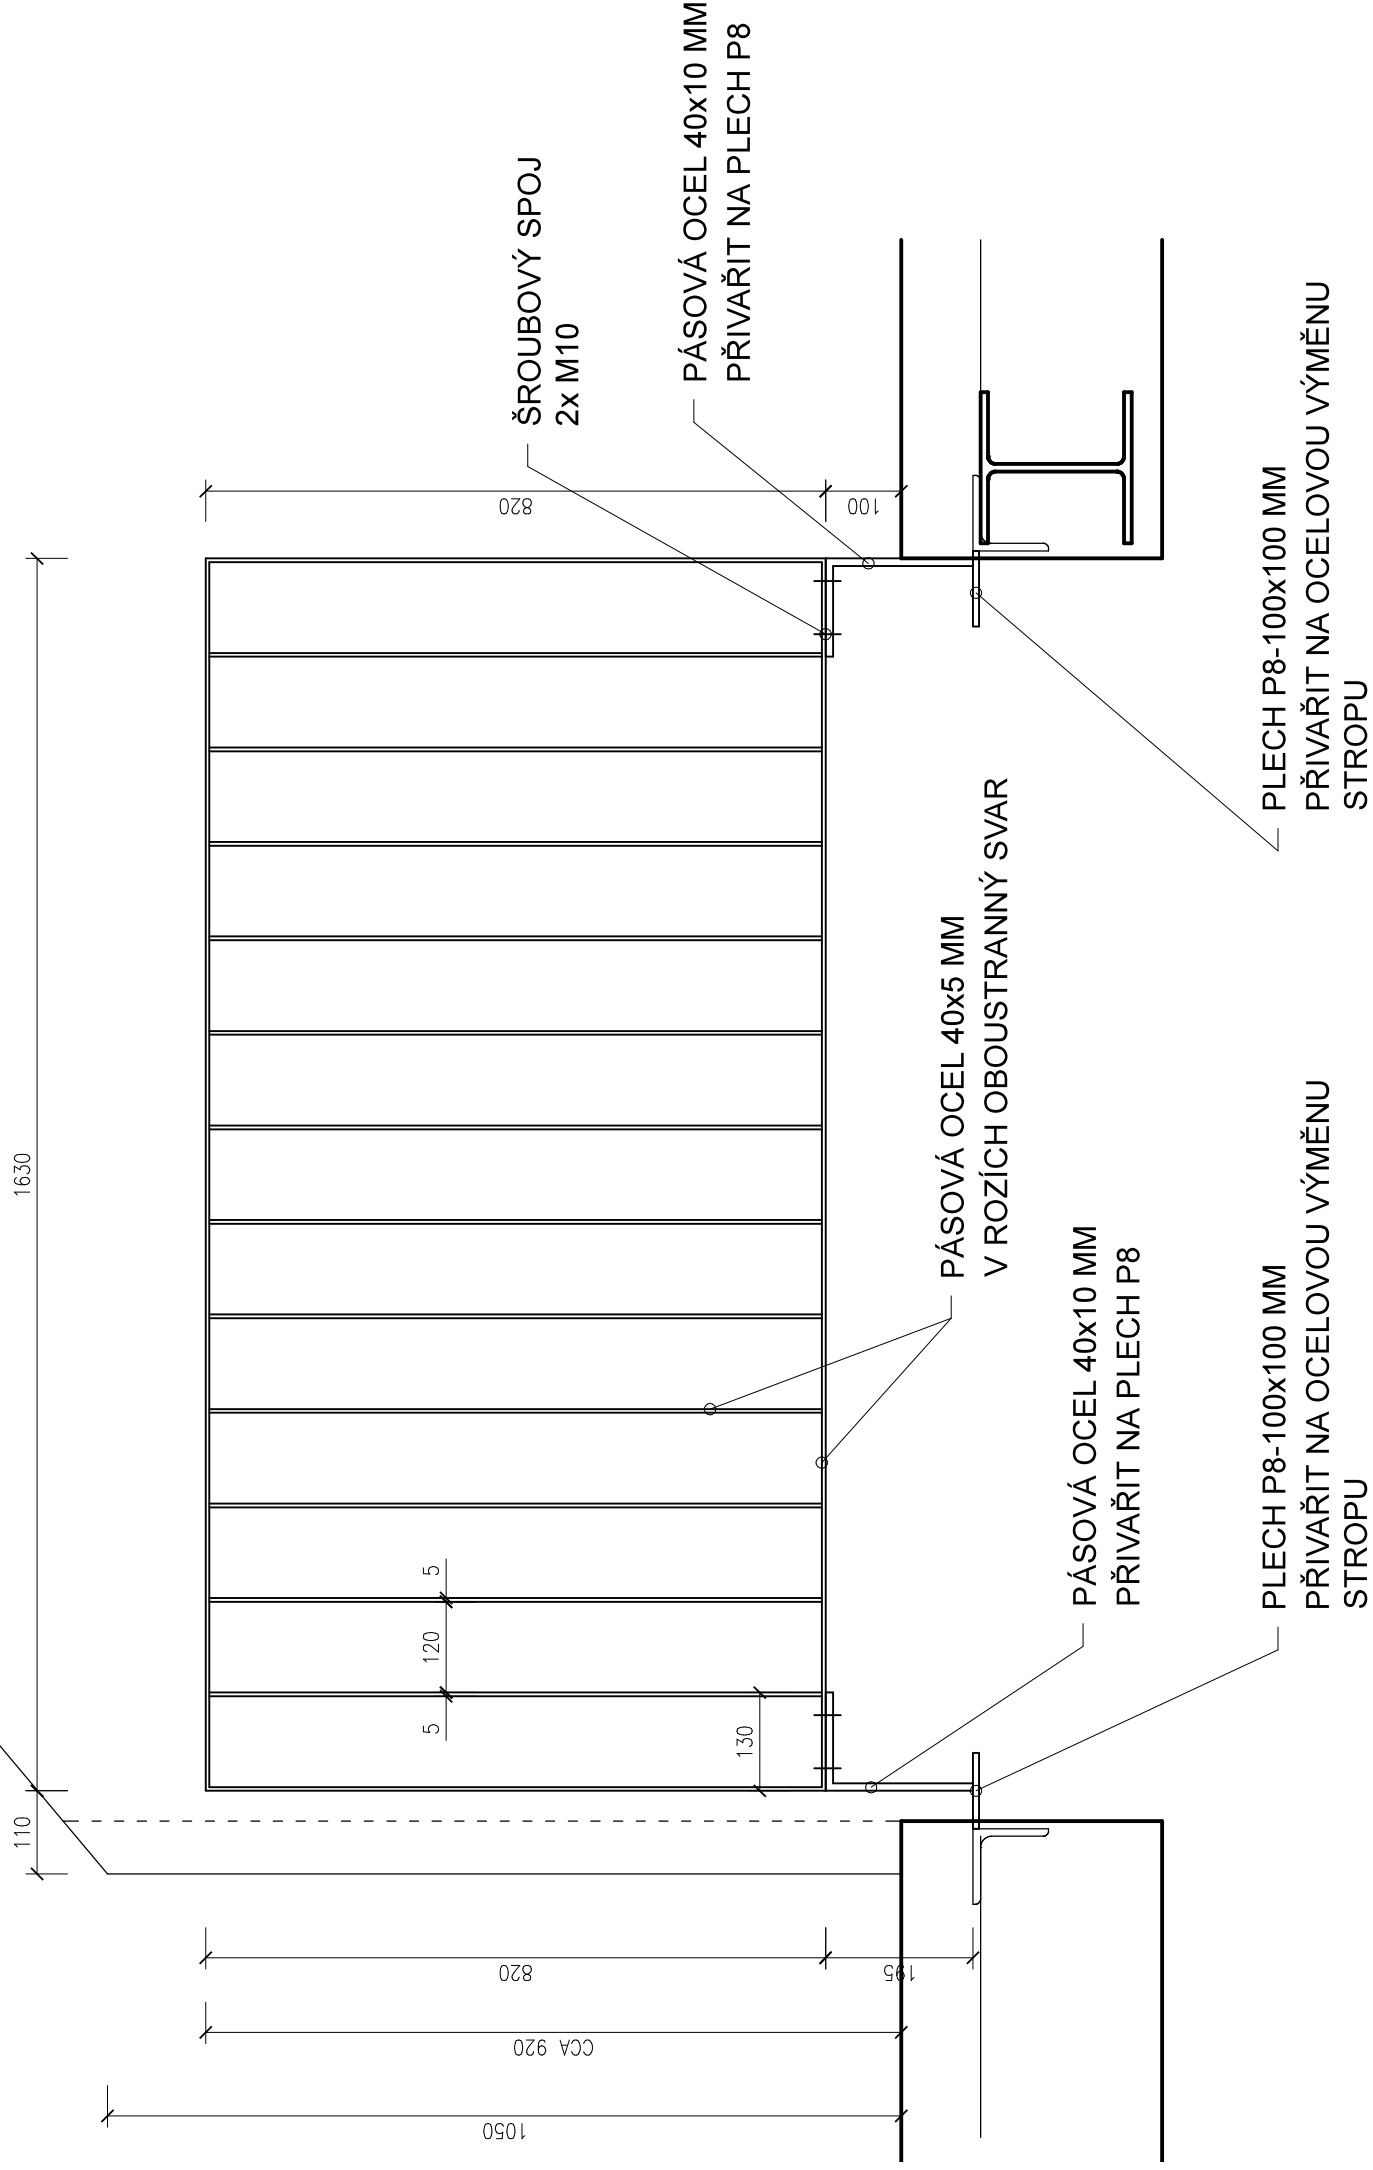 1630
110
ŠROUBOVÝ SPOJ
2x M10
PÁSOVÁ OCEL 40x10 MM
PŘIVAŘIT NA PLECH P8
820
100
PLECH P8-100x100 MM
PŘIVAŘIT NA OCELOVOU VÝMĚNU
STROPU
PÁSOVÁ OCEL 40x5 MM
V ROZÍCH OBOUSTRANNÝ SVAR
5
120
5
130
PÁSOVÁ OCEL 40x10 MM
PŘIVAŘIT NA PLECH P8
PLECH P8-100x100 MM
PŘIVAŘIT NA OCELOVOU VÝMĚNU
STROPU
820
195
CCA 920
1050